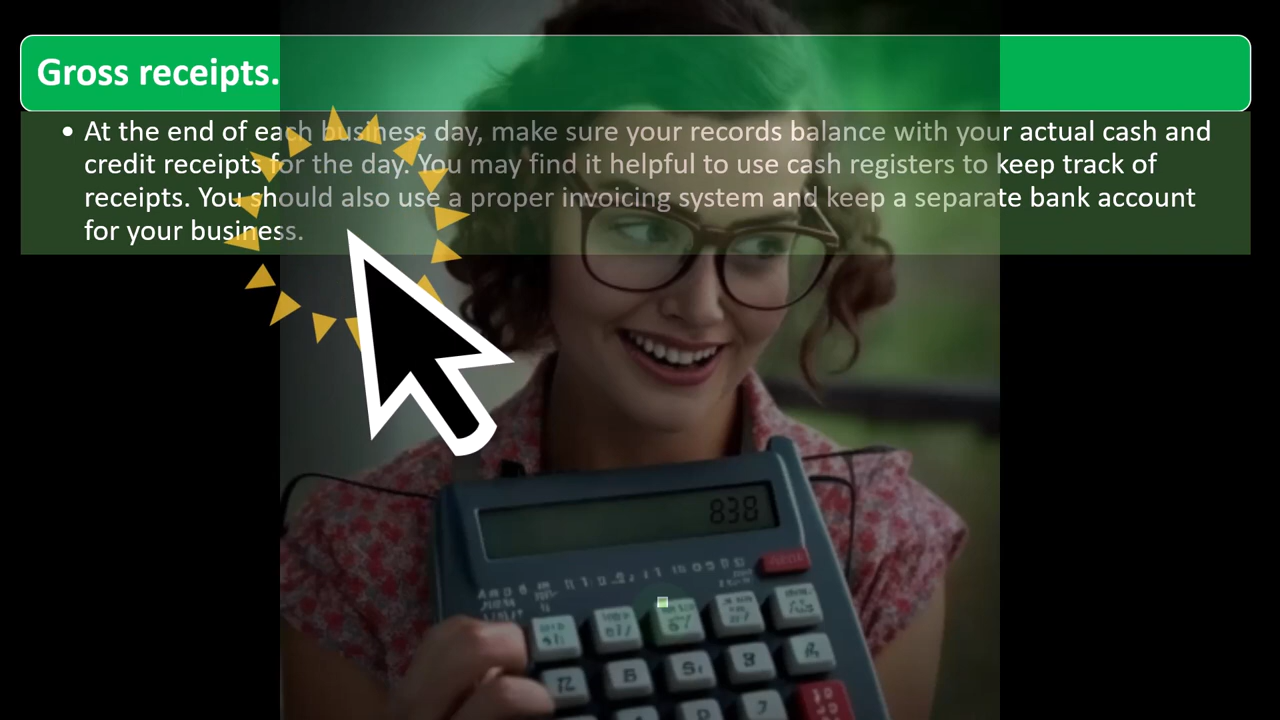 Gross receipts.
• At the end of each business day, make sure your records balance with your actual cash and
credit receipts for the day. You may find it helpful to use cash registers to keep track of
receipts. You should also use a proper invoicing system and keep a separate bank account
for your business.
838